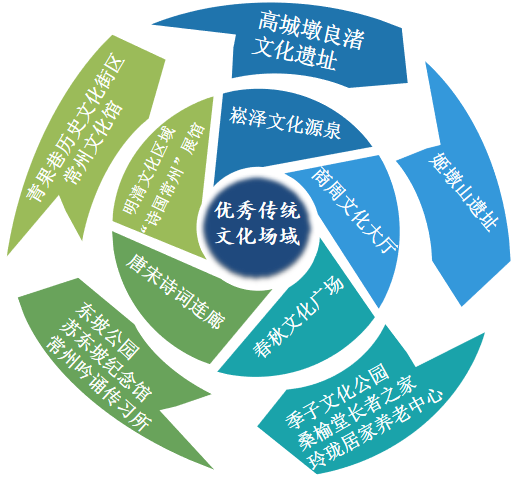 高城墩良渚
文化遗址
姬墩山遗址
季子文化公园
桑榆堂长者之家
玲珑居家养老中心
东坡公园
苏东坡纪念馆
常州吟诵传习所
青果巷历史文化街区
常州文化馆
崧泽文化源泉
商周文化大厅
春秋文化广场
唐宋诗词连廊
明清文化区域
“诗国常州”展馆
优秀传统
文化场域